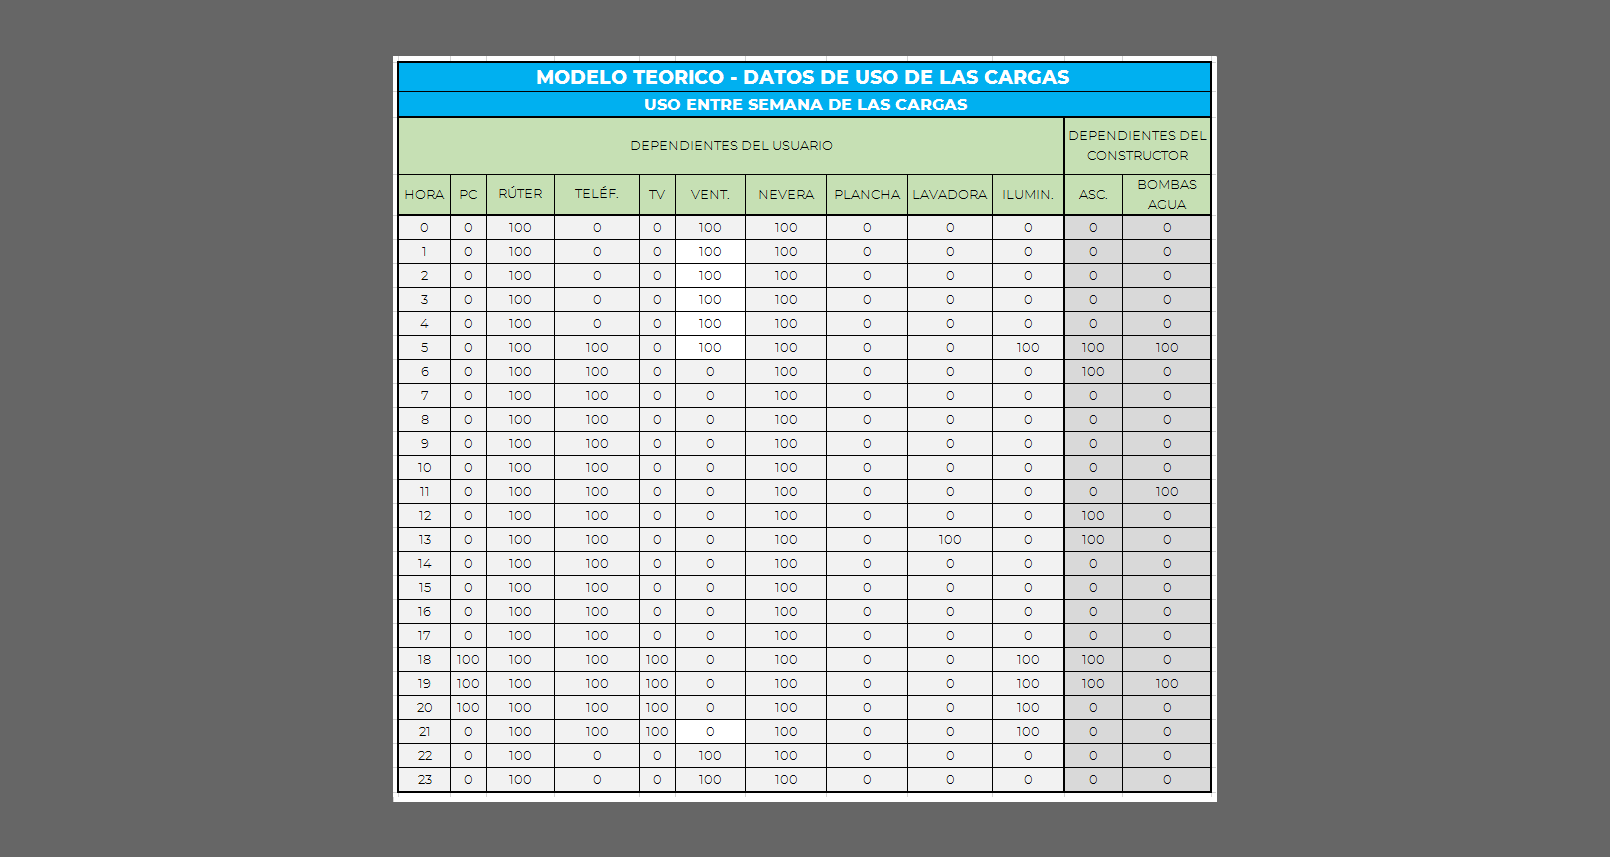 MODELO TEORICO - DATOS DE USO DE LAS CARGAS
USO ENTRE SEMANA DE LAS CARGAS
DEPENDIENTES DEL USUARIO
DEPENDIENTES DEL
CONSTRUCTOR
HORA PC RÚTER TELÉF. TV VENT. NEVERA PLANCHA LAVADORA ILUMIN. ASC. BOMBAS
AGUA
0 0 100 0 0 100 100 0 0 0 0 0
1 0 100 0 0 100 100 0 0 0 0 0
2 0 100 0 0 100 100 0 0 0 0 0
3 0 100 0 0 100 100 0 0 0 0 0
4 0 100 0 0 100 100 0 0 0 0 0
5 0 100 100 0 100 100 0 0 100 100 100
6 0 100 100 0 0 100 0 0 0 100 0
7 0 100 100 0 0 100 0 0 0 0 0
8 0 100 100 0 0 100 0 0 0 0 0
9 0 100 100 0 0 100 0 0 0 0 0
10 0 100 100 0 0 100 0 0 0 0 0
11 0 100 100 0 0 100 0 0 0 0 100
12 0 100 100 0 0 100 0 0 0 100 0
13 0 100 100 0 0 100 0 100 0 100 0
14 0 100 100 0 0 100 0 0 0 0 0
15 0 100 100 0 0 100 0 0 0 0 0
16 0 100 100 0 0 100 0 0 0 0 0
17 0 100 100 0 0 100 0 0 0 0 0
18 100 100 100 100 0 100 0 0 100 100 0
19 100 100 100 100 0 100 0 0 100 100 100
20 100 100 100 100 0 100 0 0 100 0 0
21 0 100 100 100 0 100 0 0 100 0 0
22 0 100 0 0 100 100 0 0 0 0 0
23 0 100 0 0 100 100 0 0 0 0 0